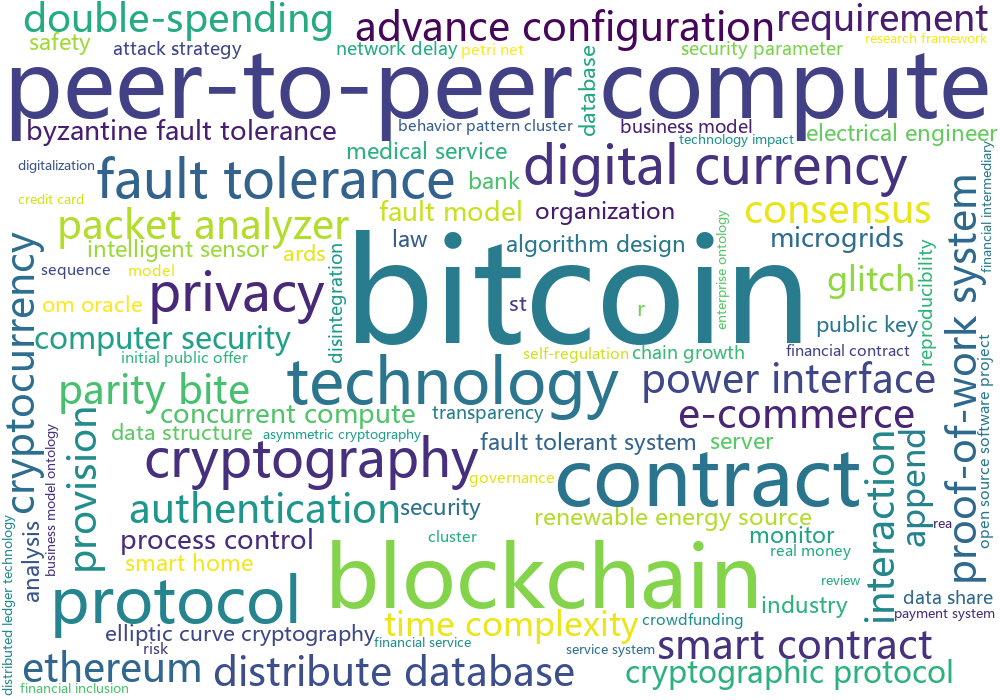 double-spending
advance configuration
requirement
safety
attack strategy
network delay
petri net
security parameter
research framework
peer-to-peer compute
database
byzantine fault tolerance
behavior pattern cluster
business model
technology impact
electrical engineer
digitalization
medical service
fault tolerance
bank
digital currency
financial intermediary
credit card
packet analyzer
fault model
organization
consensus
intelligent sensor
ards
law
algorithm design
enterprise ontology
microgrids
sequence
model
disintegration
bitcoin
glitch
reproducibility
proof-of-work system
om oracle
privacy
st
r
public key
cryptocurrency
computer security
initial public offer
self-regulation
chain growth
financial contract
parity bite
technology
power interface
open source software project
concurrent compute
transparency
e-commerce
provision
data structure
asymmetric cryptography
fault tolerant system
server
business model ontology
cryptography
governance
contract
interaction
append
authentication
security
renewable energy source
rea
analysis
process control
cluster
monitor
smart home
blockchain
real money
distributed ledger technology
protocol
review
time complexity
crowdfunding
industry
data share
payment system
elliptic curve cryptography
risk
financial service
service system
smart contract
ethereum
distribute database
cryptographic protocol
financial inclusion